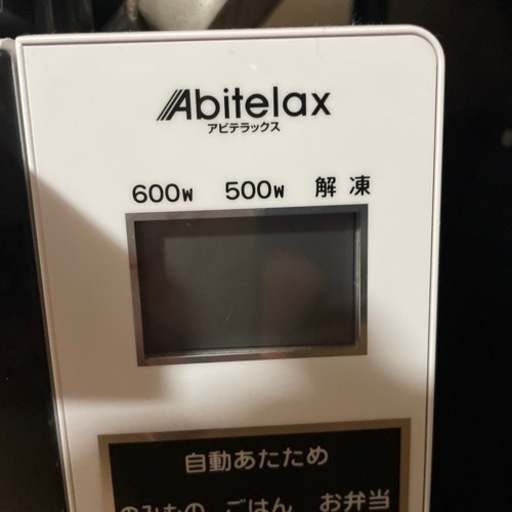 Abitelax
アビテラックス
600W 500W 解凍
自動あたため
のみもの ごはん お弁当